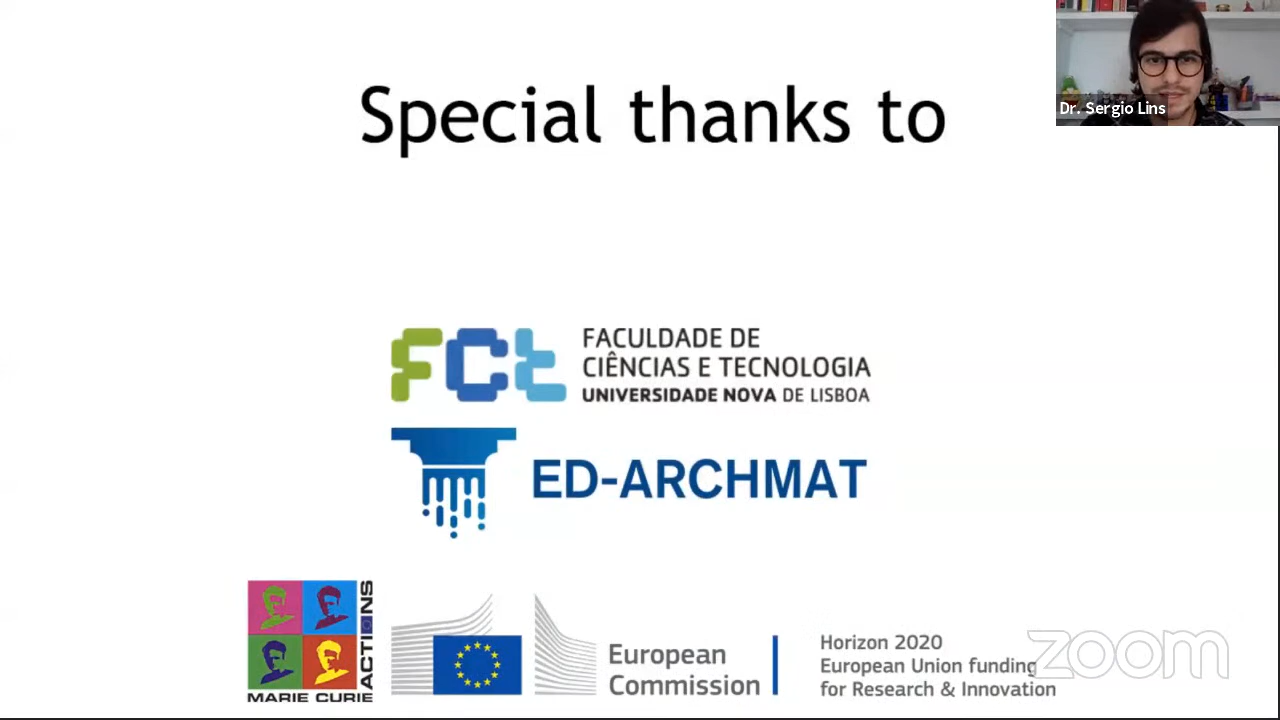 Dr. Sergio Lins
Special thanks to
FCt
FACULDADE DE
CIÊNCIAS E TECNOLOGIA
UNIVERSIDADE NOVA DE LISBOA
ED-ARCHMAT
MARIE CURIE
ACTIONS
European
Commission
Horizon 2020
European Union funding
for Research & Innovation
zoom